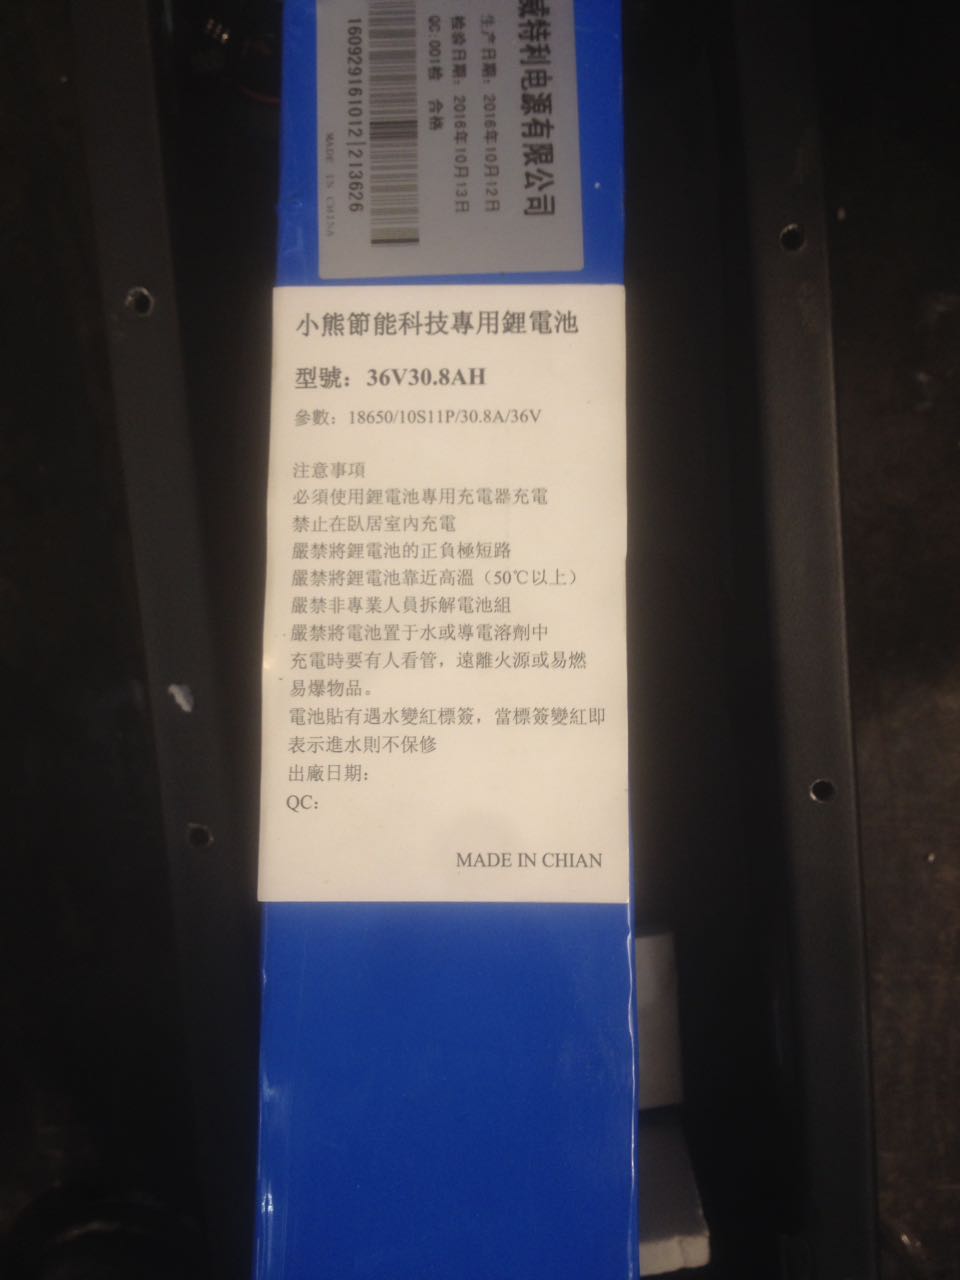 威特利电源有限公司
生产日期：2016年10月12日
检验日期：2016年10月13日
QC:001检 合格
160929161012|213626
MADE IN CHINA
小熊節能科技專用鋰電池
型號：36V30.8AH
參數：18650/10S11P/30.8A/36V
注意事項
必須使用鋰電池專用充電器充電
禁止在臥居室內充電
嚴禁將鋰電池的正負極短路
嚴禁將鋰電池靠近高溫（50℃以上）
嚴禁非專業人員拆解電池組
嚴禁將電池置于水或導電溶劑中
充電時要有人看管，遠離火源或易燃
易爆物品。
電池貼有遇水變紅標簽，當標簽變紅即
表示進水則不保修
出廠日期：
QC：
MADE IN CHIAN